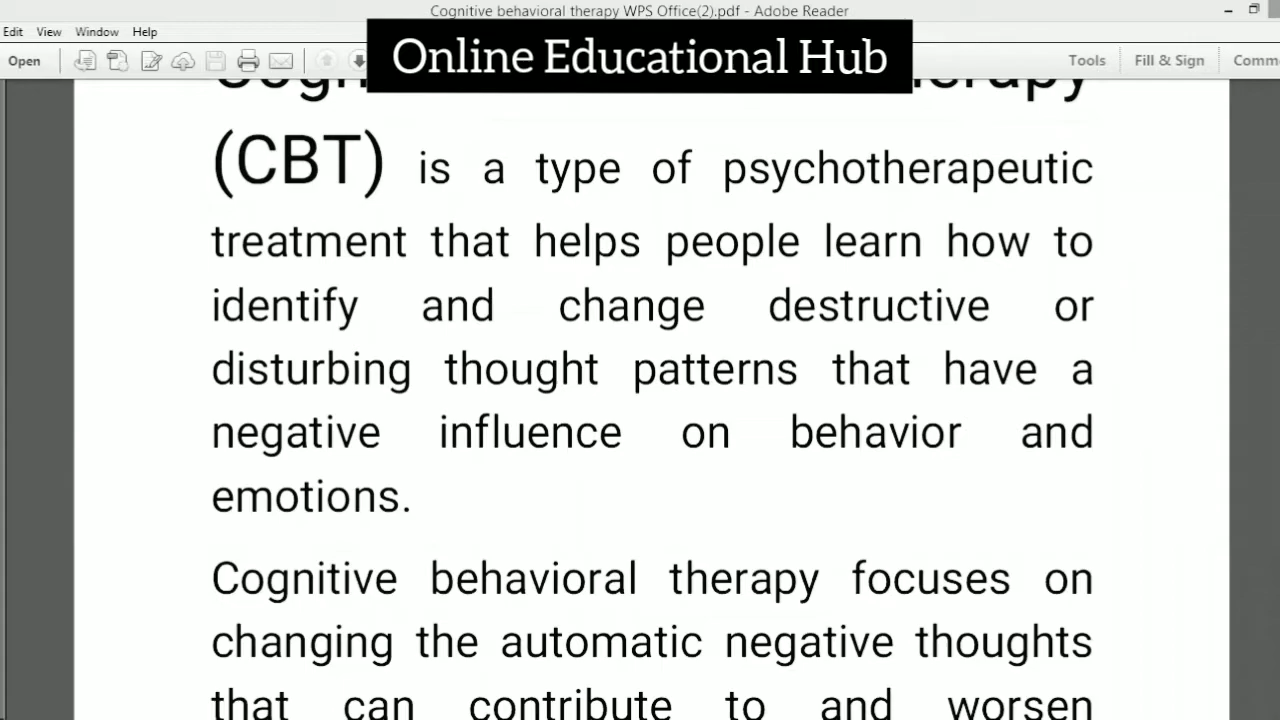 Cognitive behavioral therapy WPS Office(2).pdf - Adobe Reader
Edit View Window Help
Open Tools Fill & Sign
Online Educational Hub
(CBT) is a type of psychotherapeutic
treatment that helps people learn how to
identify and change destructive or
disturbing thought patterns that have a
negative influence on behavior and
emotions.
Cognitive behavioral therapy focuses on
changing the automatic negative thoughts
that can contribute to and worsen